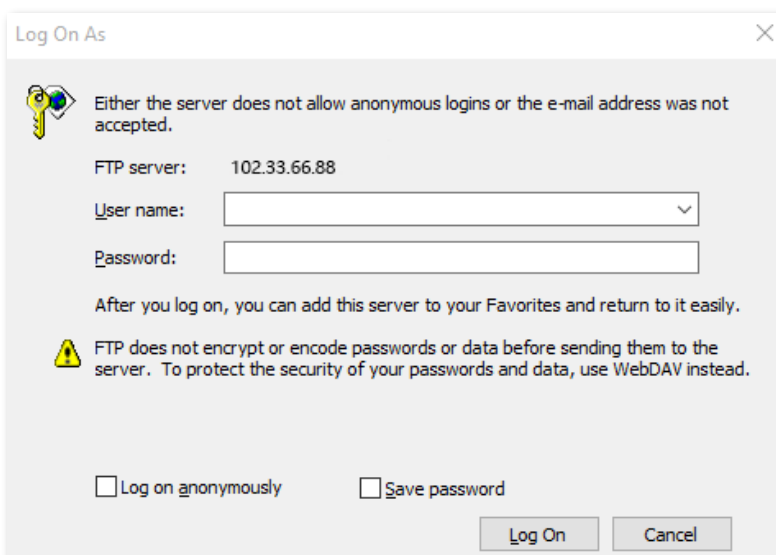 Log On As
Either the server does not allow anonymous logins or the e-mail address was not
accepted.
FTP server: 102.33.66.88
User name:
Password:
After you log on, you can add this server to your Favorites and return to it easily.
FTP does not encrypt or encode passwords or data before sending them to the
server. To protect the security of your passwords and data, use WebDAV instead.
Log on anonymously Save password
Log On Cancel